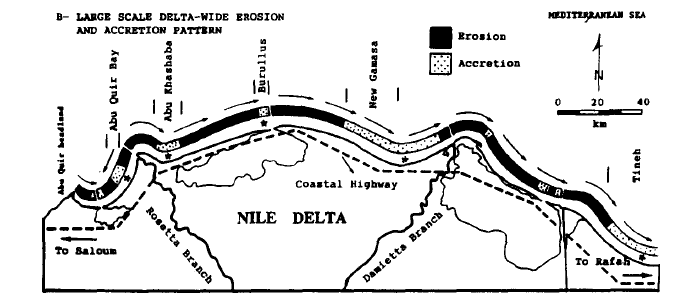 B- LARGE SCALE DELTA-WIDE EROSION
AND ACCRETION PATTERN
MEDITERRANEAN SEA
Erosion
Accretion
N
0 20 40
km
Abu Quir headland
Abu Quir Bay
Abu Khashaba
Burullus
New Gamasa
Tineh
Coastal Highway
NILE DELTA
Rosetta Branch
Damietta Branch
To Saloum
To Rafah